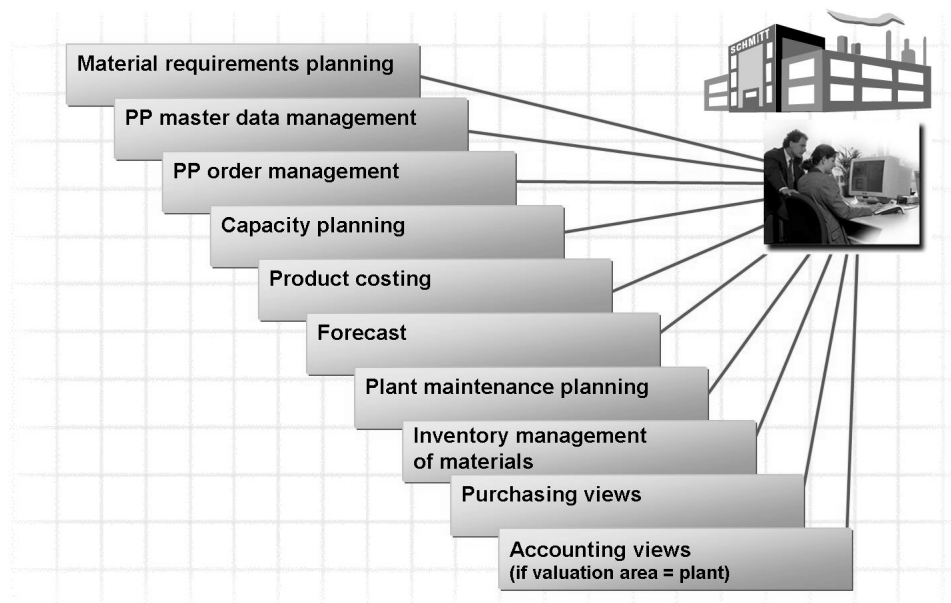 SCHMITT
Material requirements planning
PP master data management
PP order management
Capacity planning
Product costing
Forecast
Plant maintenance planning
Inventory management
of materials
Purchasing views
Accounting views
(if valuation area = plant)